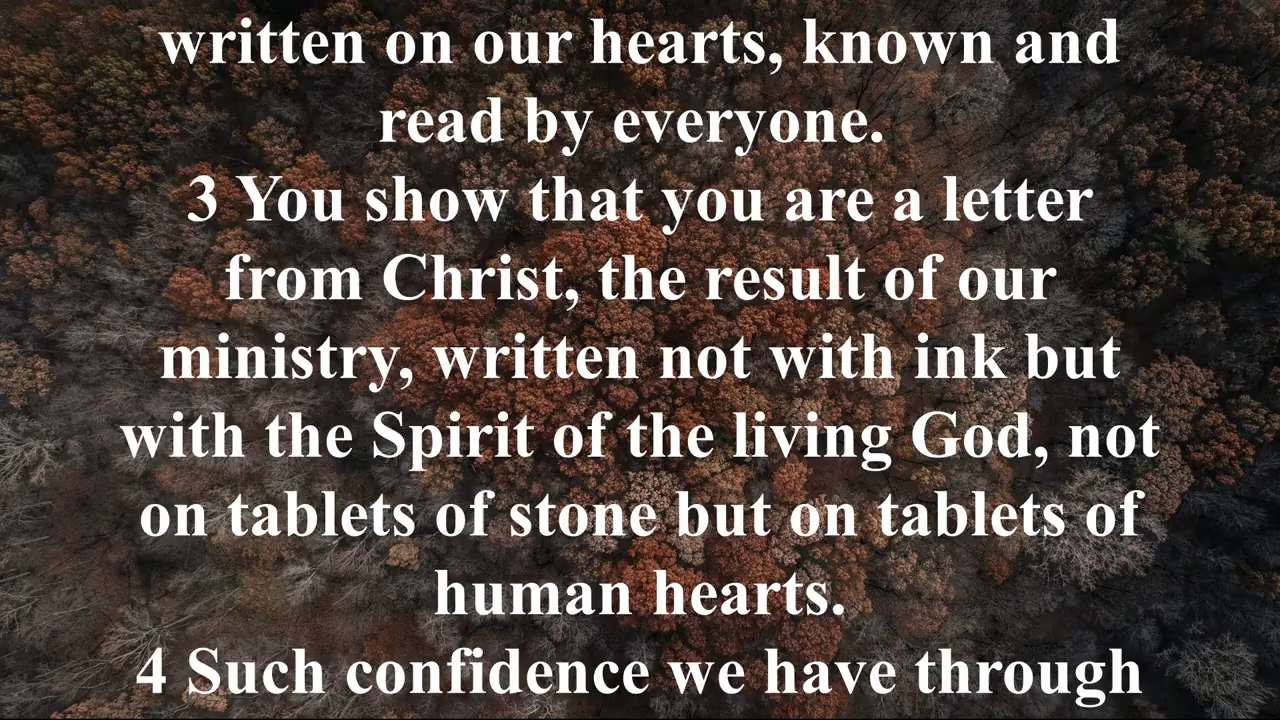 written on our hearts, known and
read by everyone.
3 You show that you are a letter
from Christ, the result of our
ministry, written not with ink but
with the Spirit of the living God, not
on tablets of stone but on tablets of
human hearts.
4 Such confidence we have through